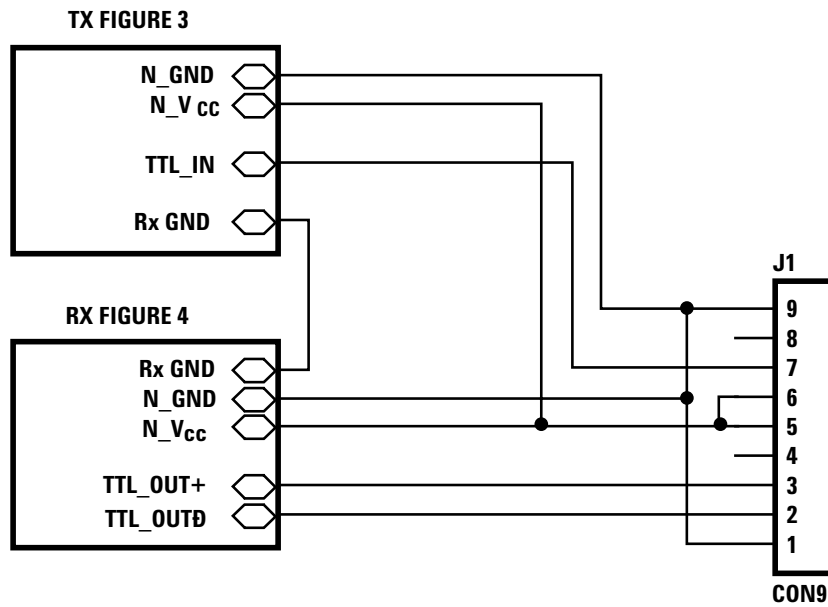 TX FIGURE 3
N_GND
N_V CC
TTL_IN
Rx GND
J1
9
8
7
6
5
4
3
2
1
CON9
RX FIGURE 4
Rx GND
N_GND
N_Vcc
TTL_OUT+
TTL_OUTĐ